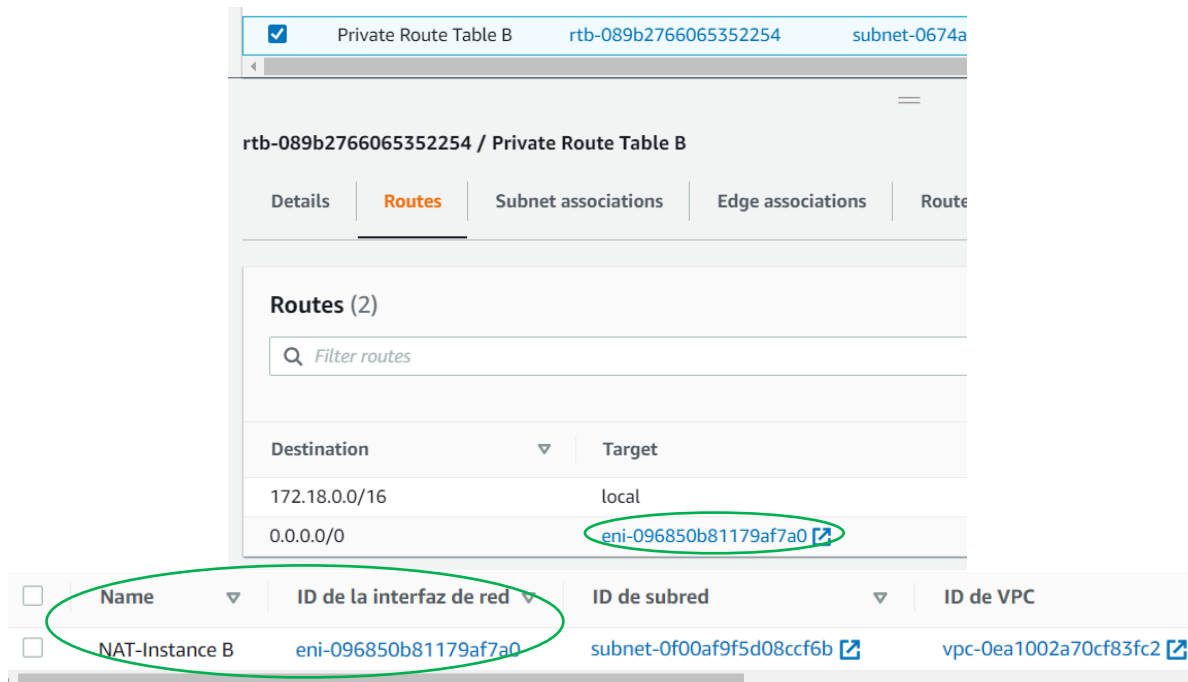 Private Route Table B rtb-089b2766065352254 subnet-0674a
rtb-089b2766065352254 / Private Route Table B
Details Routes Subnet associations Edge associations Route
Routes (2)
Filter routes
Destination Target
172.18.0.0/16 local
0.0.0.0/0 eni-096850b81179af7a0
Name ID de la interfaz de red ID de subred ID de VPC
NAT-Instance B eni-096850b81179af7a0 subnet-0f00af9f5d08ccf6b vpc-0ea1002a70cf83fc2